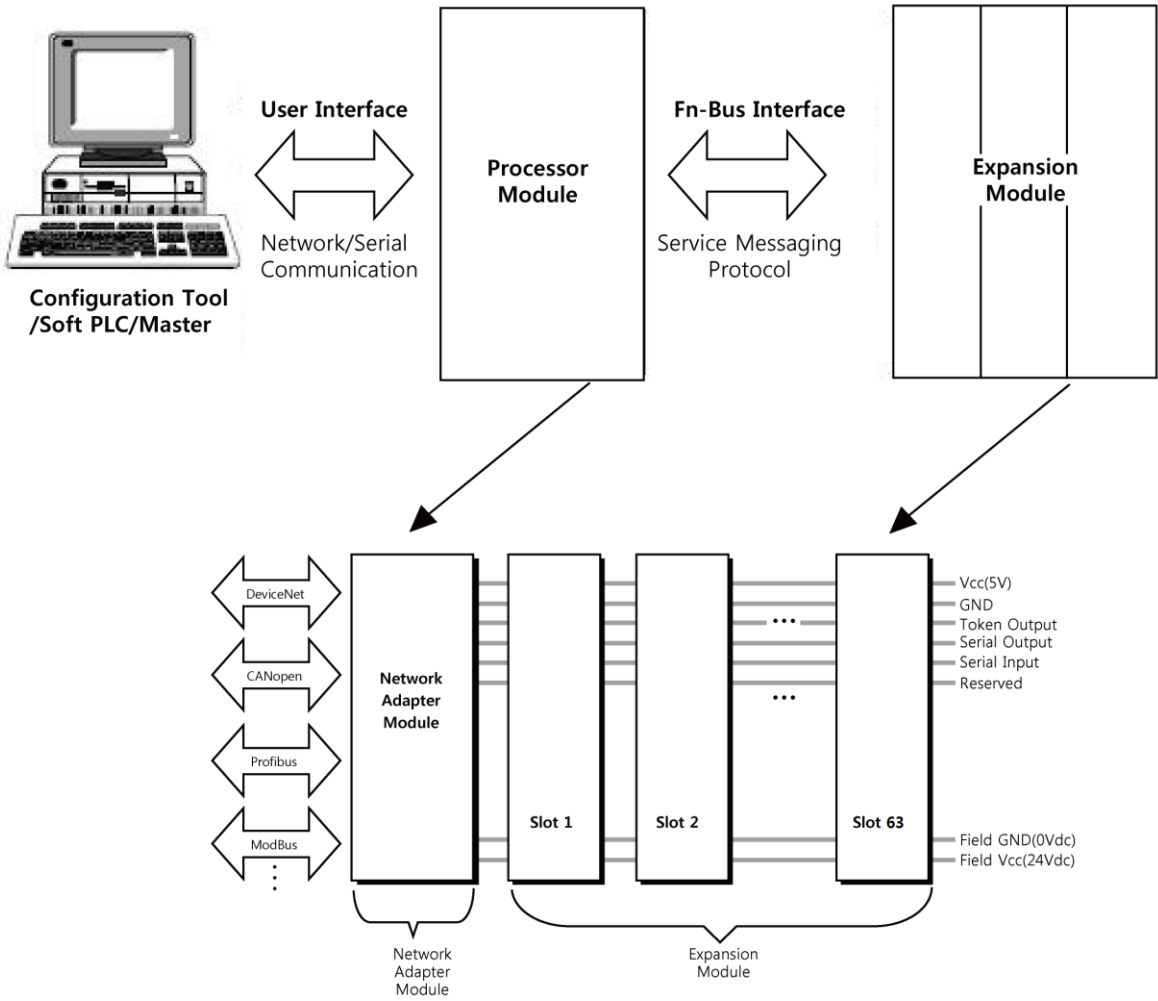 User Interface
Network/Serial
Communication
Configuration Tool
/Soft PLC/Master
Processor
Module
Fn-Bus Interface
Service Messaging
Protocol
Expansion
Module
DeviceNet
CANopen
Profibus
ModBus
Network
Adapter
Module
Slot 1
Slot 2
Slot 63
Vcc(5V)
GND
Token Output
Serial Output
Serial Input
Reserved
Field GND(0Vdc)
Field Vcc(24Vdc)
Network
Adapter
Module
Expansion
Module